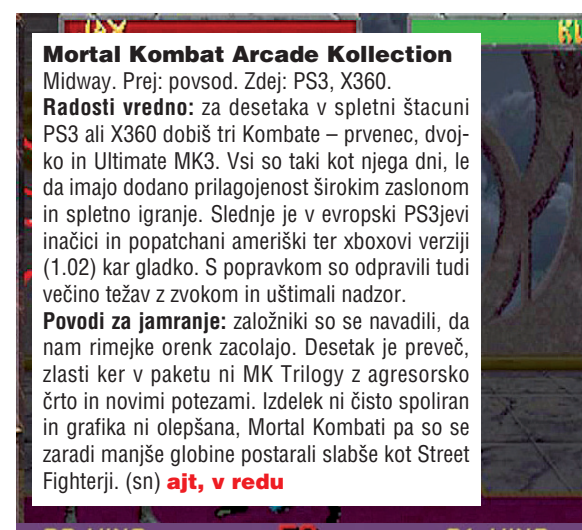 JAX
Mortal Kombat Arcade Kollection
Midway. Prej: povsod. Zdej: PS3, X360.
Radosti vredno: za desetaka v spletni štacuni
PS3 ali X360 dobiš tri Kombate – prvenec, dvoj-
ko in Ultimate MK3. Vsi so taki kot njega dni, le
da imajo dodano prilagojenost širokim zaslonom
in spletno igranje. Slednje je v evropski PS3jevi
inačici in popatchani ameriški ter xboxovi verziji
(1.02) kar gladko. S popravkom so odpravili tudi
večino težav z zvokom in uštimali nadzor.
Povodi za jamranje: založniki so se navadili, da
nam rimejke orenk zacolajo. Desetak je preveč,
zlasti ker v paketu ni MK Trilogy z agresorsko
črto in novimi potezami. Izdelek ni čisto spoliran
in grafika ni olepšana, Mortal Kombati pa so se
zaradi manjše globine postarali slabše kot Street
Fighterji. (sn) ajt, v redu